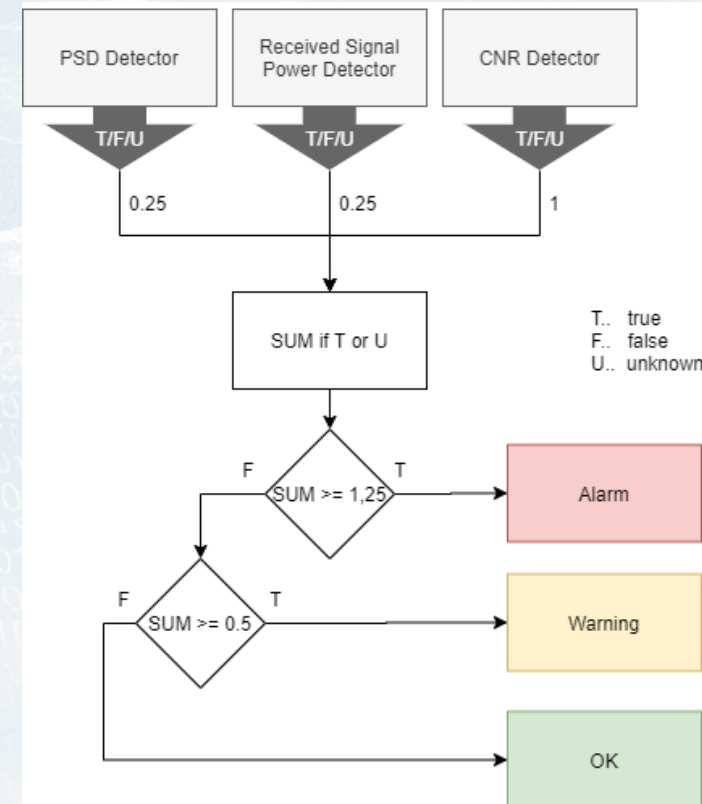 PSD Detector
Received Signal
Power Detector
CNR Detector
T/F/U
T/F/U
T/F/U
0.25
0.25
1
SUM if T or U
T.. true
F.. false
U.. unknown
F
T
SUM >= 1,25
Alarm
F
T
SUM >= 0.5
Warning
OK